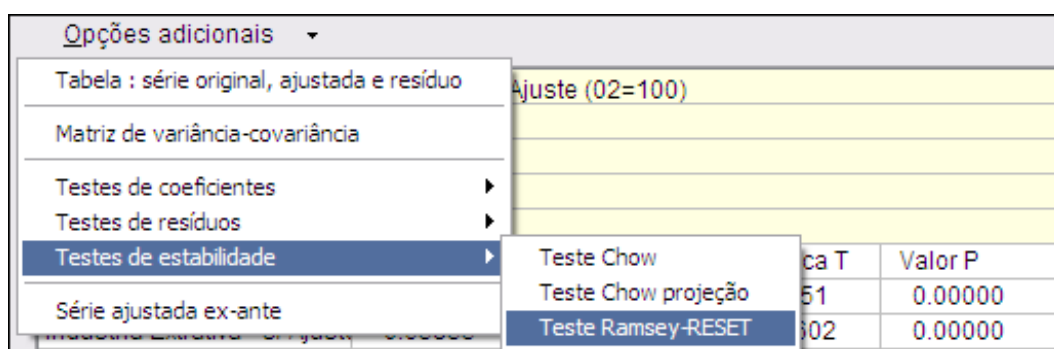 Opções adicionais
Tabela : série original, ajustada e resíduo
Ajuste (02=100)
Matriz de variância-covariância
Testes de coeficientes
Testes de resíduos
Testes de estabilidade
Teste Chow
ca T Valor P
Teste Chow projeção
51 0.00000
Série ajustada ex-ante
Teste Ramsey-RESET
602 0.00000